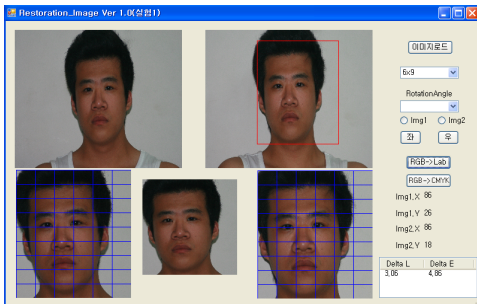 Restoration_Image Ver 1.0(실험1)
이미지로드
6x9
RotationAngle
Img1 Img2
좌 우
RGB->Lab
RGB->CMYK
Img1,X 86
Img1,Y 26
Img2,X 86
Img2,Y 18
Delta L Delta E
3,06 4,86